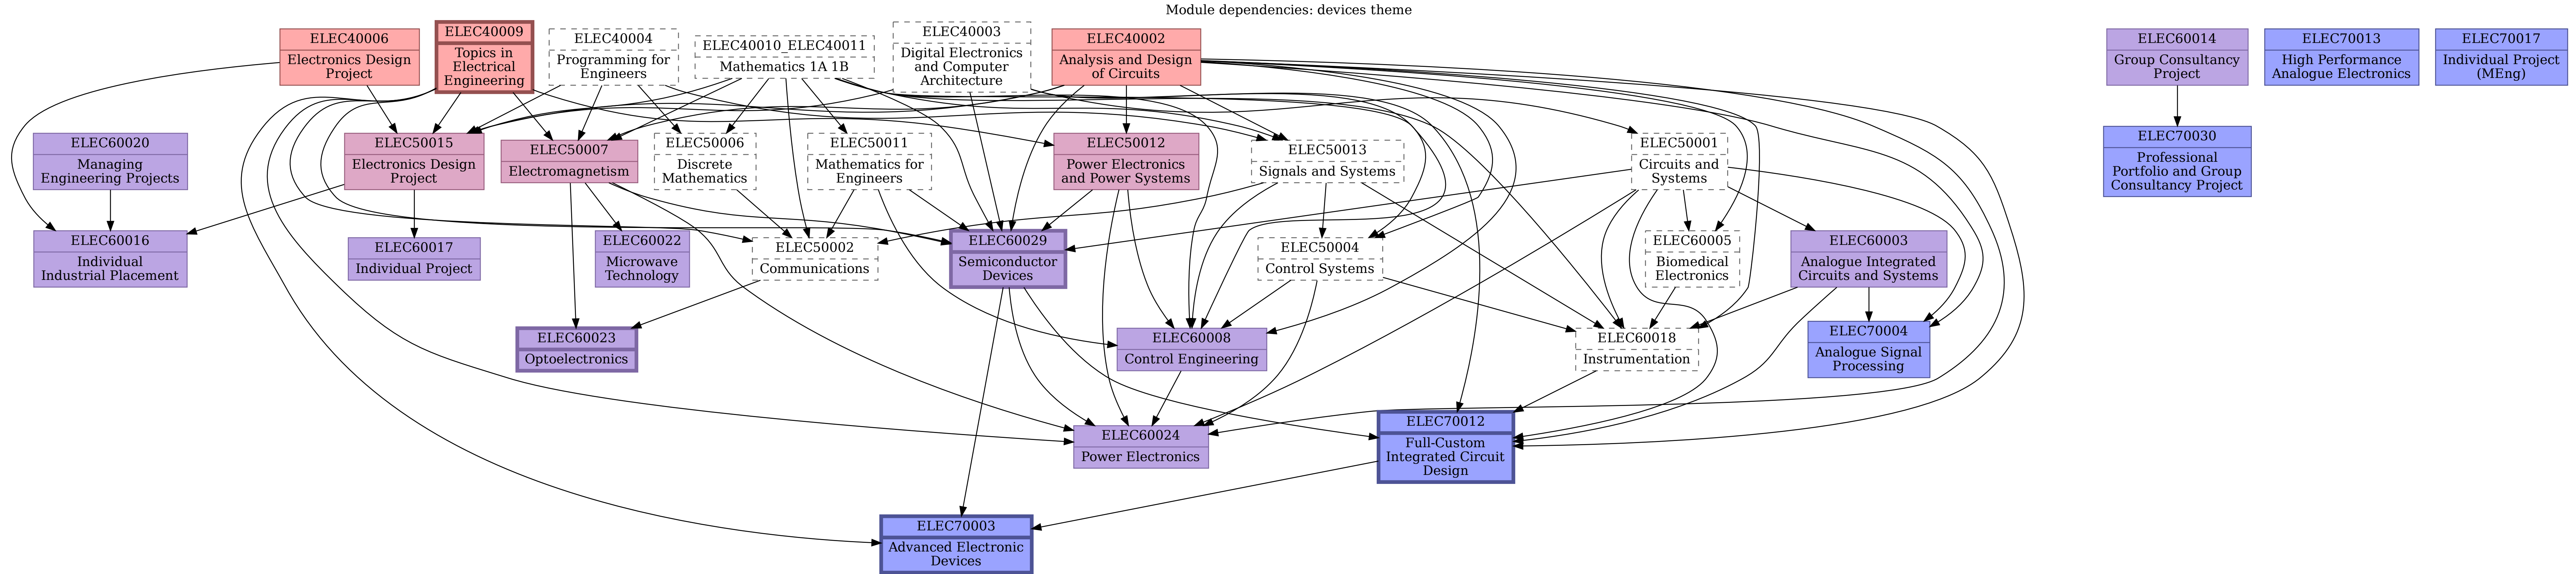 Module dependencies: devices theme
ELEC40006
Electronics Design
Project
ELEC40009
Topics in
Electrical
Engineering
ELEC40004
Programming for
Engineers
ELEC40010_ELEC40011
Mathematics 1A 1B
ELEC40003
Digital Electronics
and Computer
Architecture
ELEC40002
Analysis and Design
of Circuits
ELEC60014
Group Consultancy
Project
ELEC70013
High Performance
Analogue Electronics
ELEC70017
Individual Project
(MEng)
ELEC60020
Managing
Engineering Projects
ELEC50015
Electronics Design
Project
ELEC50007
Electromagnetism
ELEC50006
Discrete
Mathematics
ELEC50011
Mathematics for
Engineers
ELEC50012
Power Electronics
and Power Systems
ELEC50013
Signals and Systems
ELEC50001
Circuits and
Systems
ELEC70030
Professional
Portfolio and Group
Consultancy Project
ELEC60016
Individual
Industrial Placement
ELEC60017
Individual Project
ELEC60022
Microwave
Technology
ELEC50002
Communications
ELEC60029
Semiconductor
Devices
ELEC50004
Control Systems
ELEC60005
Biomedical
Electronics
ELEC60003
Analogue Integrated
Circuits and Systems
ELEC60023
Optoelectronics
ELEC60008
Control Engineering
ELEC60018
Instrumentation
ELEC70004
Analogue Signal
Processing
ELEC60024
Power Electronics
ELEC70012
Full-Custom
Integrated Circuit
Design
ELEC70003
Advanced Electronic
Devices